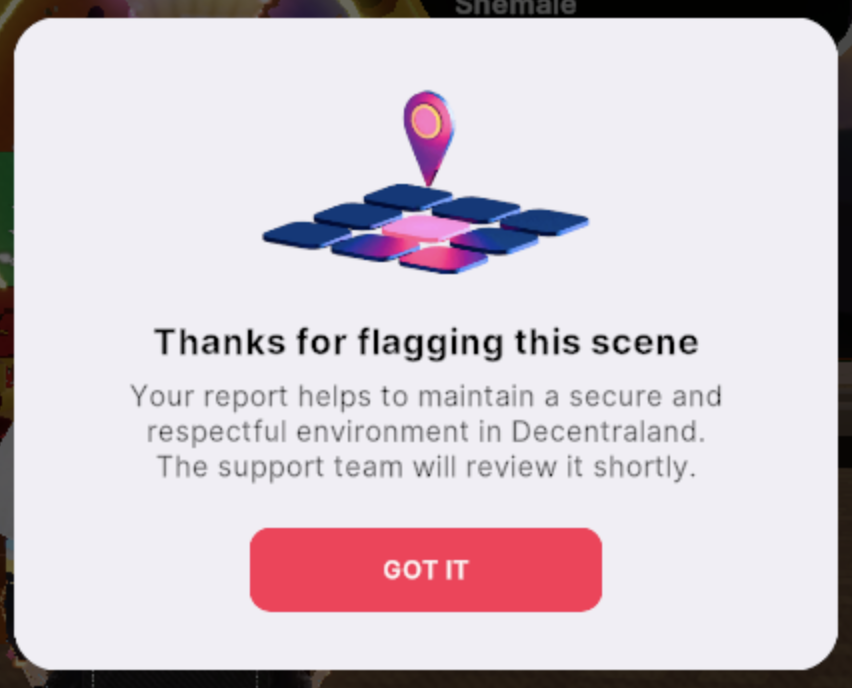 Shemale
Thanks for flagging this scene
Your report helps to maintain a secure and
respectful environment in Decentraland.
The support team will review it shortly.
GOT IT